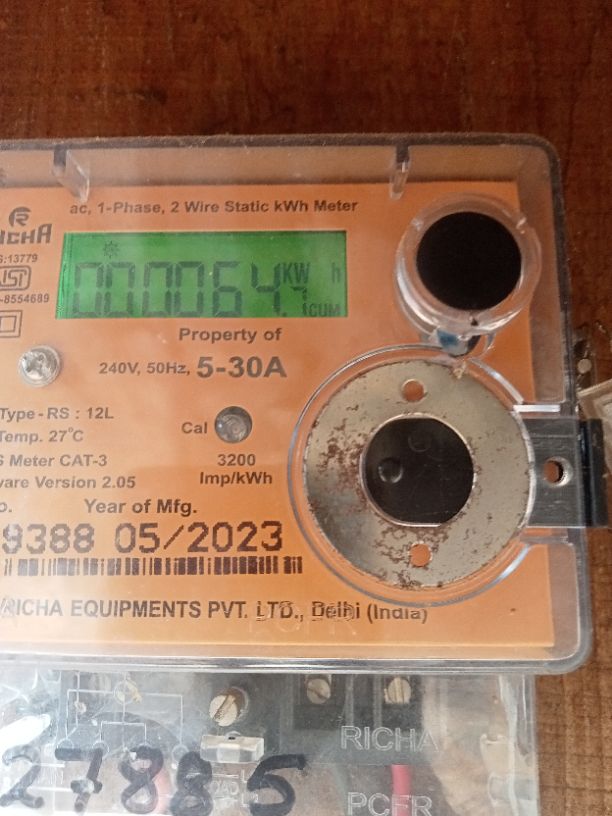 ac, 1-Phase, 2 Wire Static kWh Meter
RICHA
S:13779
ISI
-8554689
000064.7 KW h
CUM
Property of
240V, 50Hz, 5-30A
Type - RS : 12L
Temp. 27°C
Cal
S Meter CAT-3
3200
Imp/kWh
ware Version 2.05
o. Year of Mfg.
9388 05/2023
RICHA EQUIPMENTS PVT. LTD., Delhi (India)
RICHA
27885